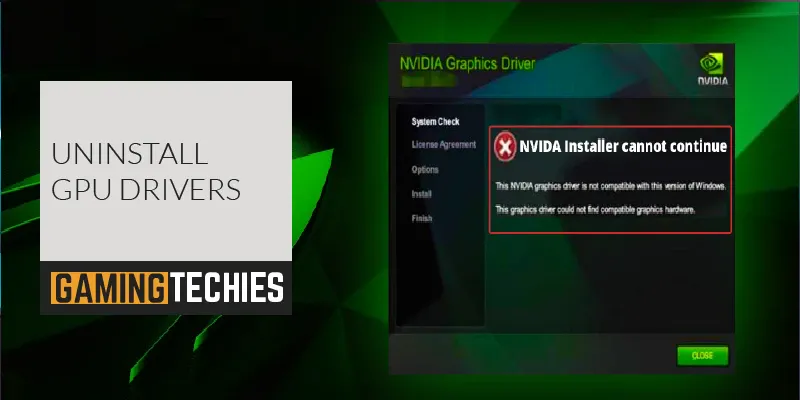 UNINSTALL
GPU DRIVERS
GAMINGTECHIES
NVIDIA Graphics Driver
NVIDIA
System Check
License Agreement
Options
Install
Finish
NVIDA Installer cannot continue
This NVIDIA graphics driver is not compatible with this version of Windows.
This graphics driver could not find compatible graphics hardware.
CLOSE